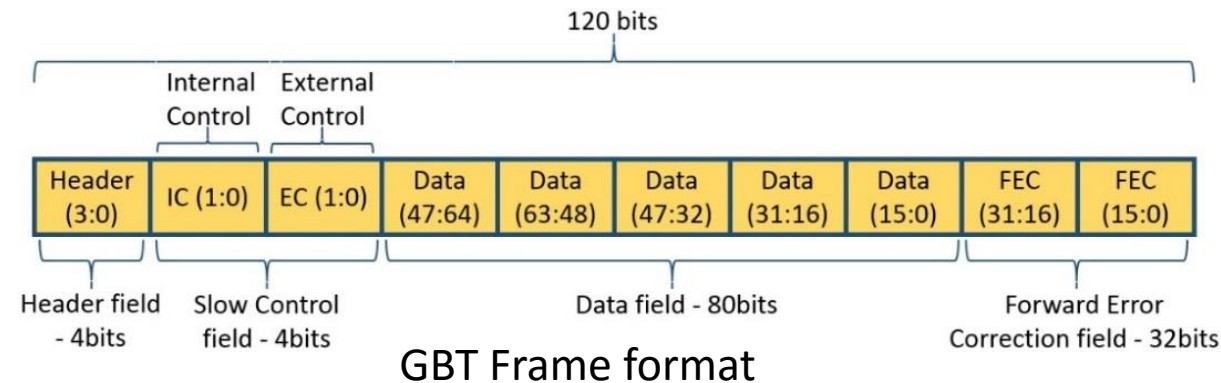 120 bits
Internal External
Control Control
Header Data Data Data Data Data FEC FEC
(3:0) IC (1:0) EC (1:0) (47:64) (63:48) (47:32) (31:16) (15:0) (31:16) (15:0)
Header field Slow Control Data field - 80bits Forward Error
- 4bits field - 4bits Correction field - 32bits
GBT Frame format